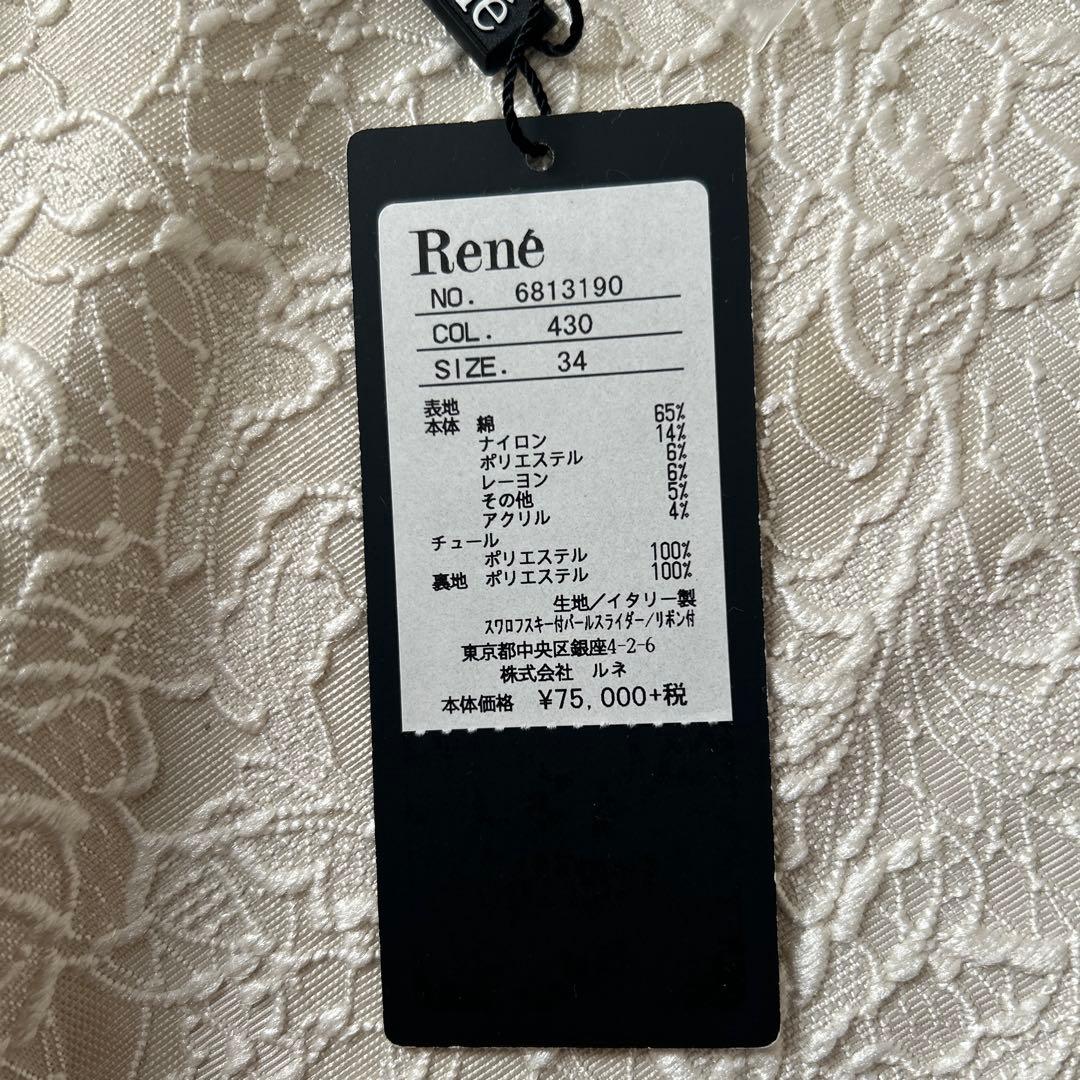 né
René
NO. 6813190
COL. 430
SIZE. 34
表地
本体 綿 65%
ナイロン 14%
ポリエステル 6%
レーヨン 6%
その他 5%
アクリル 4%
チュール
ポリエステル 100%
裏地 ポリエステル 100%
生地/イタリー製
スワロフスキー付パールスライダー/リボン付
東京都中央区銀座4-2-6
株式会社 ルネ
本体価格 ¥75,000+税